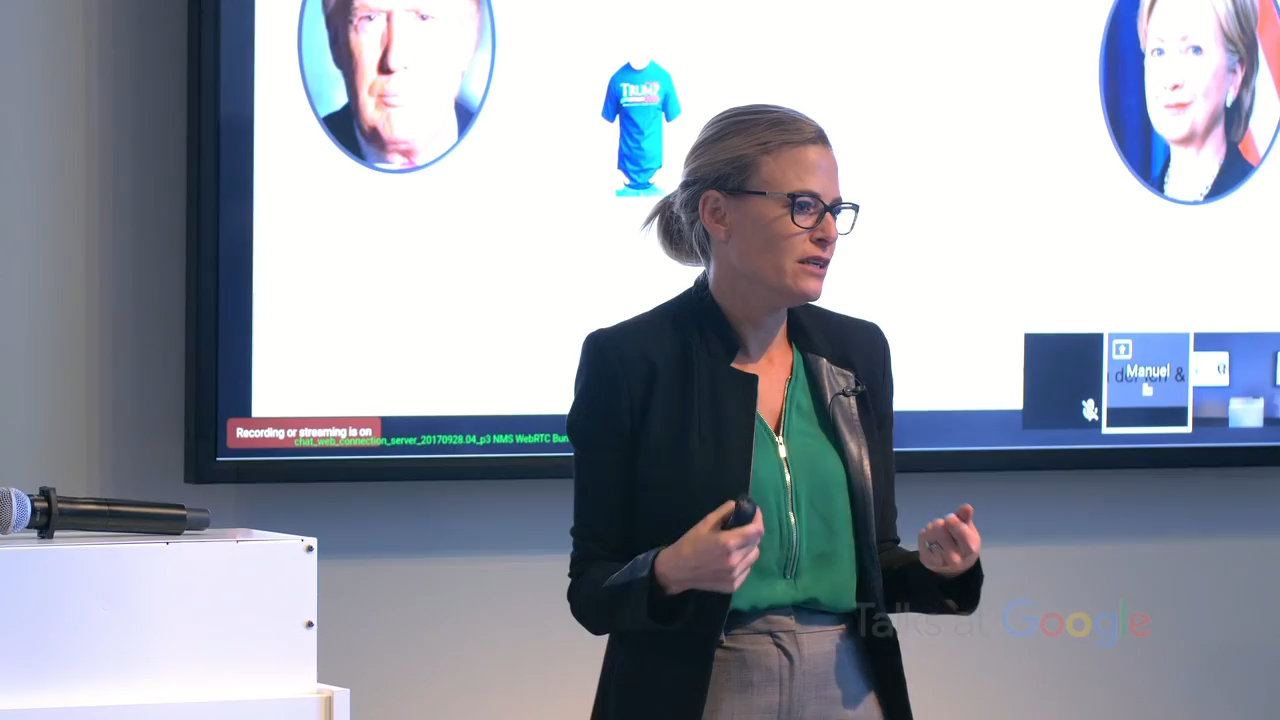 TRUMP
Manuel
Recording or streaming is on
chat_web_connection_server_20170928.04_p3 NMS WebRTC Bun
Talks at Google